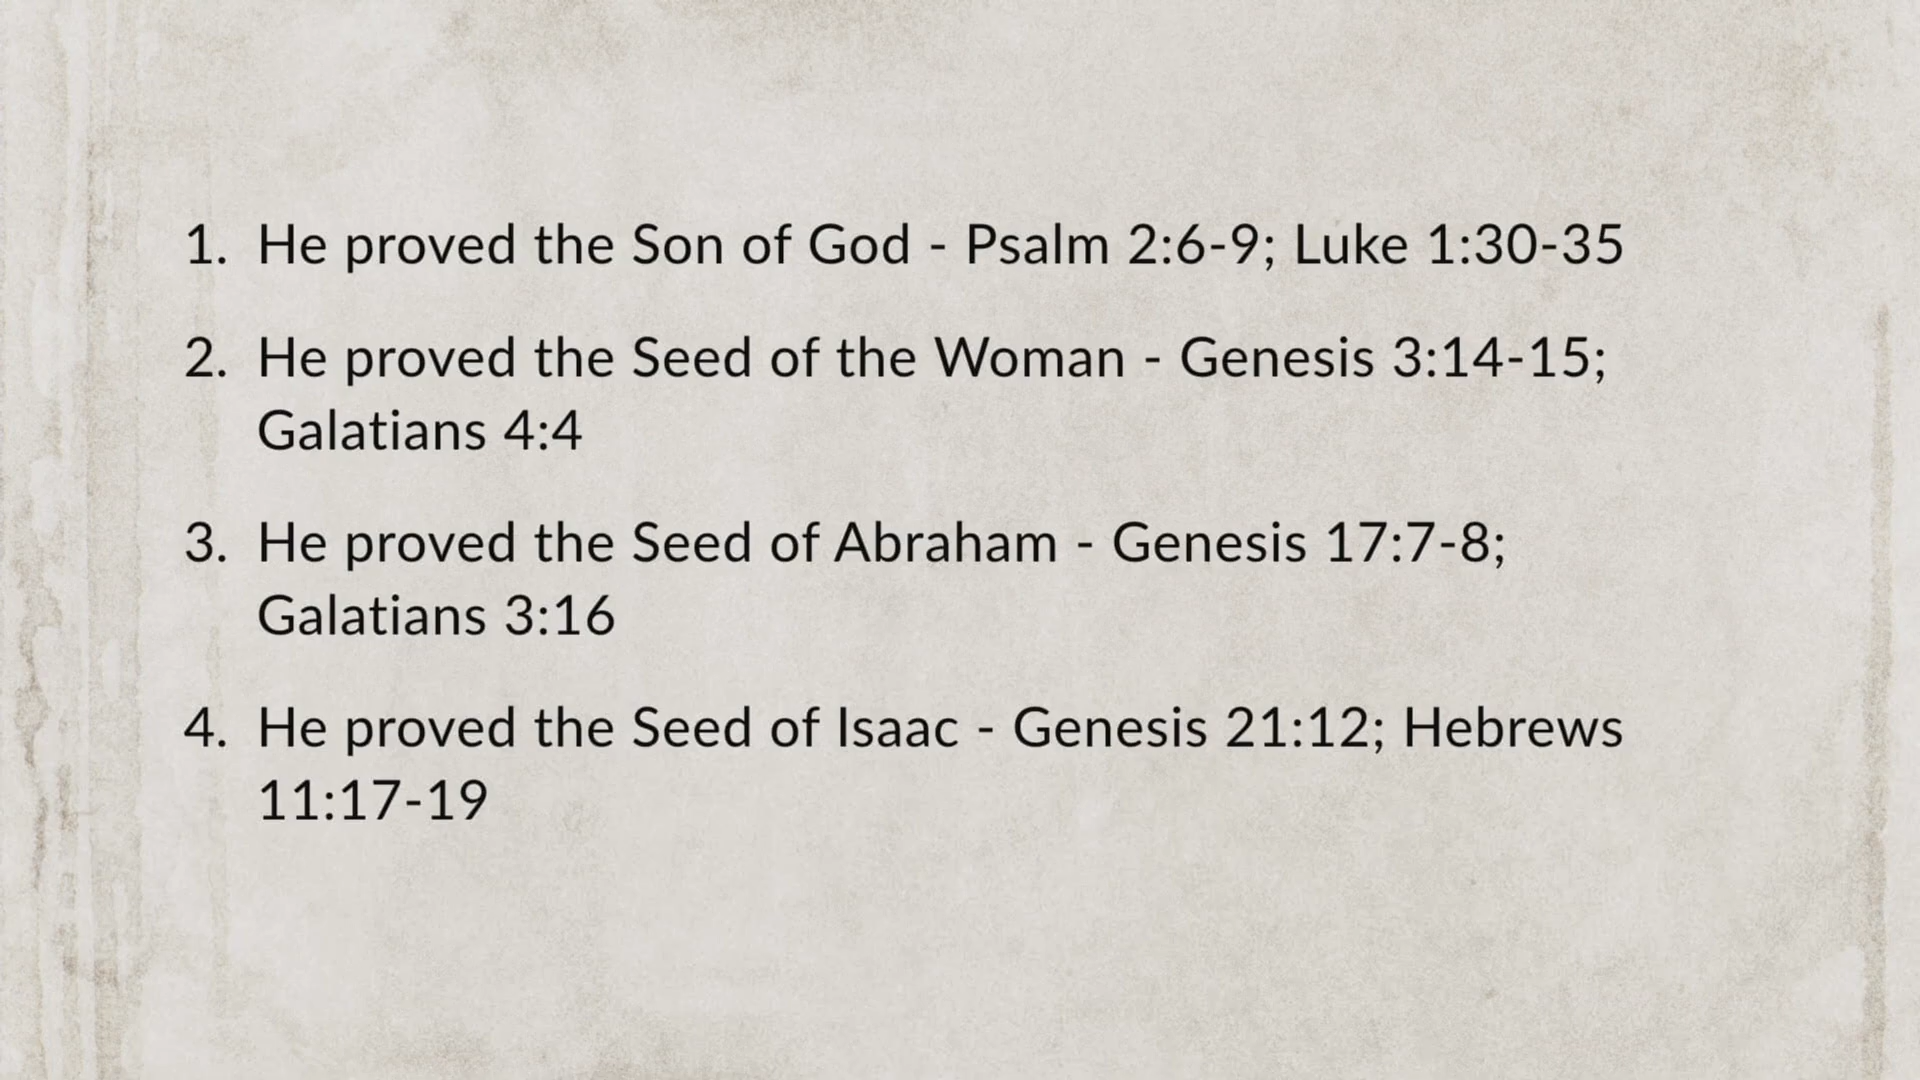 1. He proved the Son of God - Psalm 2:6-9; Luke 1:30-35
2. He proved the Seed of the Woman - Genesis 3:14-15;
Galatians 4:4
3. He proved the Seed of Abraham - Genesis 17:7-8;
Galatians 3:16
4. He proved the Seed of Isaac - Genesis 21:12; Hebrews
11:17-19